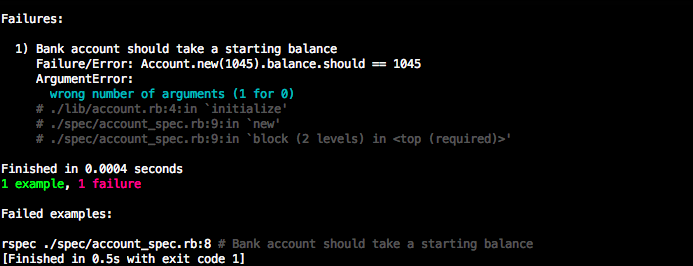 Failures:
1) Bank account should take a starting balance
Failure/Error: Account.new(1045).balance.should == 1045
ArgumentError:
wrong number of arguments (1 for 0)
# ./lib/account.rb:4:in `initialize'
# ./spec/account_spec.rb:9:in `new'
# ./spec/account_spec.rb:9:in `block (2 levels) in <top (required)>'
Finished in 0.0004 seconds
1 example, 1 failure
Failed examples:
rspec ./spec/account_spec.rb:8 # Bank account should take a starting balance
[Finished in 0.5s with exit code 1]